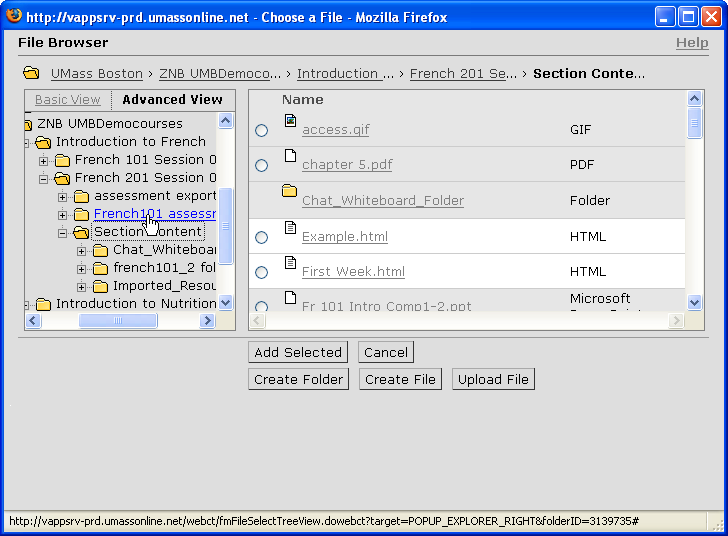 http://vappsrv-prd.umassonline.net - Choose a File - Mozilla Firefox
File Browser
Help
UMass Boston › ZNB UMBDemoco... › Introduction ... › French 201 Se... › Section Conte...
Basic View
Advanced View
ZNB UMBDemocourses
Introduction to French
French 101 Session 0
French 201 Session 0
assessment export
French101 assessm
Section Content
Chat_Whiteboar
french101_2 fol
Imported_Resou
Introduction to Nutrition
Name
access.gif GIF
chapter 5.pdf PDF
Chat_Whiteboard_Folder Folder
Example.html HTML
First Week.html HTML
Fr 101 Intro Comp1-2.ppt Microsoft
Add Selected
Cancel
Create Folder
Create File
Upload File
http://vappsrv-prd.umassonline.net/webct/fmFileSelectTreeView.dowebct?target=POPUP_EXPLORER_RIGHT&folderID=3139735#